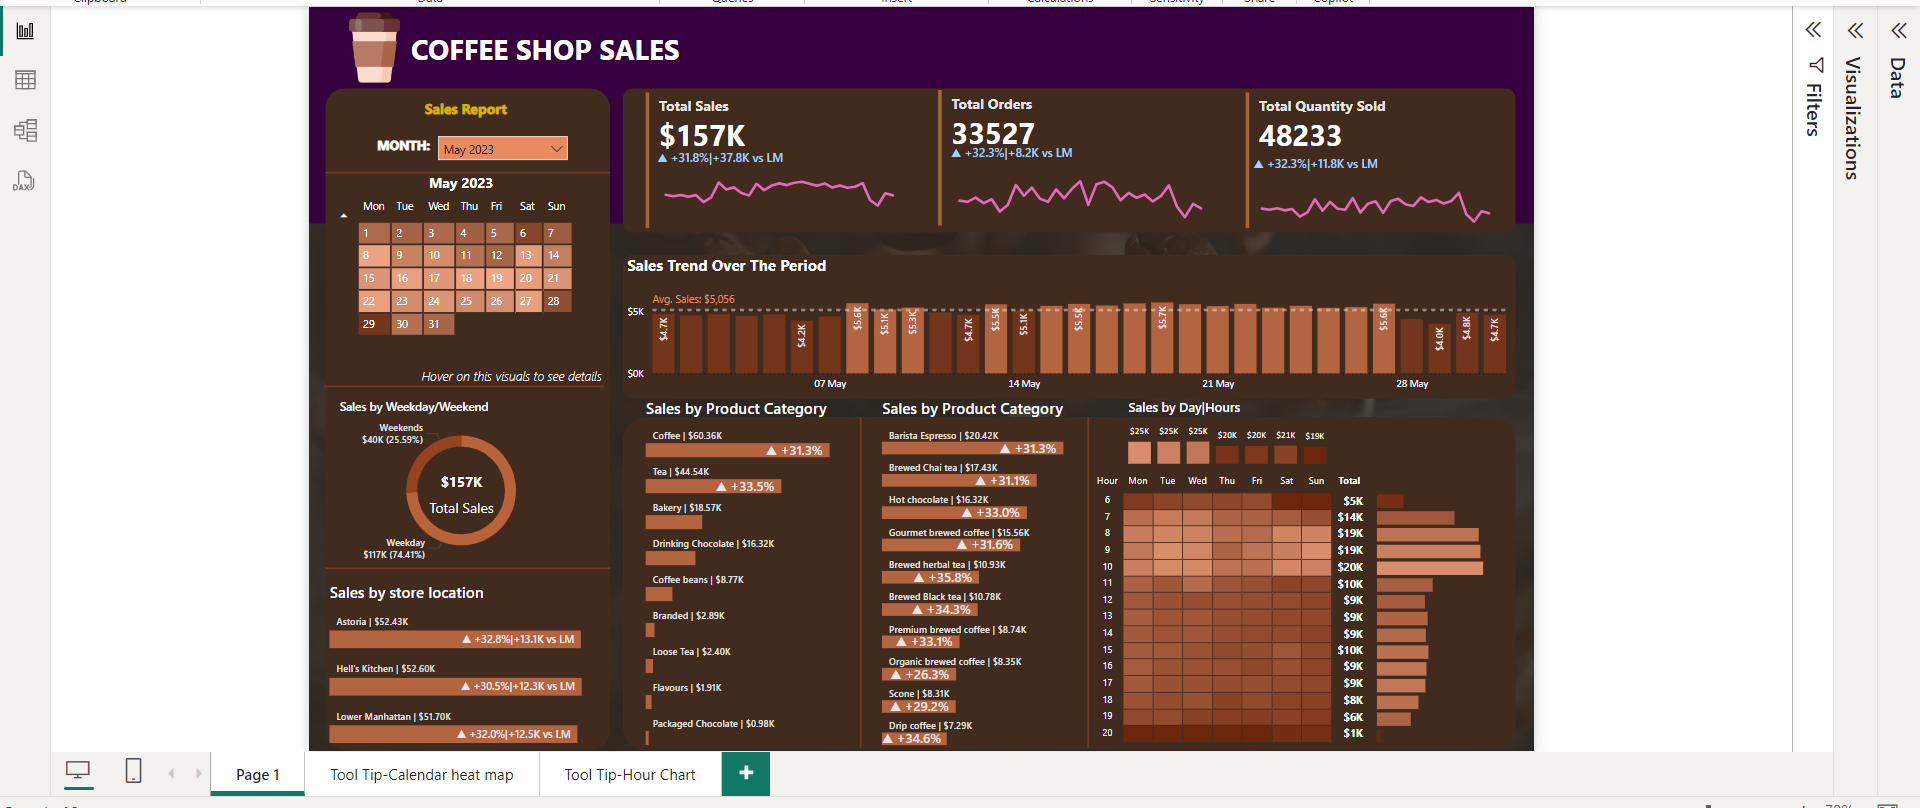 Clipboard Data Queries Insert Calculations Sensitivity Share Copilot
COFFEE SHOP SALES
Sales Report
MONTH: May 2023
May 2023
Mon Tue Wed Thu Fri Sat Sun
1 2 3 4 5 6 7
8 9 10 11 12 13 14
15 16 17 18 19 20 21
22 23 24 25 26 27 28
29 30 31
Hover on this visuals to see details
Sales by Weekday/Weekend
Weekends
$40K (25.59%)
$157K
Total Sales
Weekday
$117K (74.41%)
Sales by store location
Astoria | $52.43K
▲ +32.8%|+13.1K vs LM
Hell's Kitchen | $52.60K
▲ +30.5%|+12.3K vs LM
Lower Manhattan | $51.70K
▲ +32.0%|+12.5K vs LM
Total Sales
$157K
▲ +31.8%|+37.8K vs LM
Total Orders
33527
▲ +32.3%|+8.2K vs LM
Total Quantity Sold
48233
▲ +32.3%|+11.8K vs LM
Sales Trend Over The Period
Avg. Sales: $5,056
$5K
$0K
$4.7K $4.2K $5.6K $5.1K $5.3K $4.7K $5.5K $5.1K $5.5K $5.7K $5.6K $4.0K $4.8K $4.7K
07 May 14 May 21 May 28 May
Sales by Product Category
Coffee | $60.36K
▲ +31.3%
Tea | $44.54K
▲ +33.5%
Bakery | $18.57K
Drinking Chocolate | $16.32K
Coffee beans | $8.77K
Branded | $2.89K
Loose Tea | $2.40K
Flavours | $1.91K
Packaged Chocolate | $0.98K
Sales by Product Category
Barista Espresso | $20.42K
▲ +31.3%
Brewed Chai tea | $17.43K
▲ +31.1%
Hot chocolate | $16.32K
▲ +33.0%
Gourmet brewed coffee | $15.56K
▲ +31.6%
Brewed herbal tea | $10.93K
▲ +35.8%
Brewed Black tea | $10.78K
▲ +34.3%
Premium brewed coffee | $8.74K
▲ +33.1%
Organic brewed coffee | $8.35K
▲ +26.3%
Scone | $8.31K
▲ +29.2%
Drip coffee | $7.29K
▲ +34.6%
Sales by Day|Hours
$25K $25K $25K $20K $20K $21K $19K
Hour Mon Tue Wed Thu Fri Sat Sun Total
6 $5K
7 $14K
8 $19K
9 $19K
10 $20K
11 $10K
12 $9K
13 $9K
14 $9K
15 $10K
16 $9K
17 $9K
18 $8K
19 $6K
20 $1K
Filters
Visualizations
Data
DAX
Page 1
Tool Tip-Calendar heat map
Tool Tip-Hour Chart
+